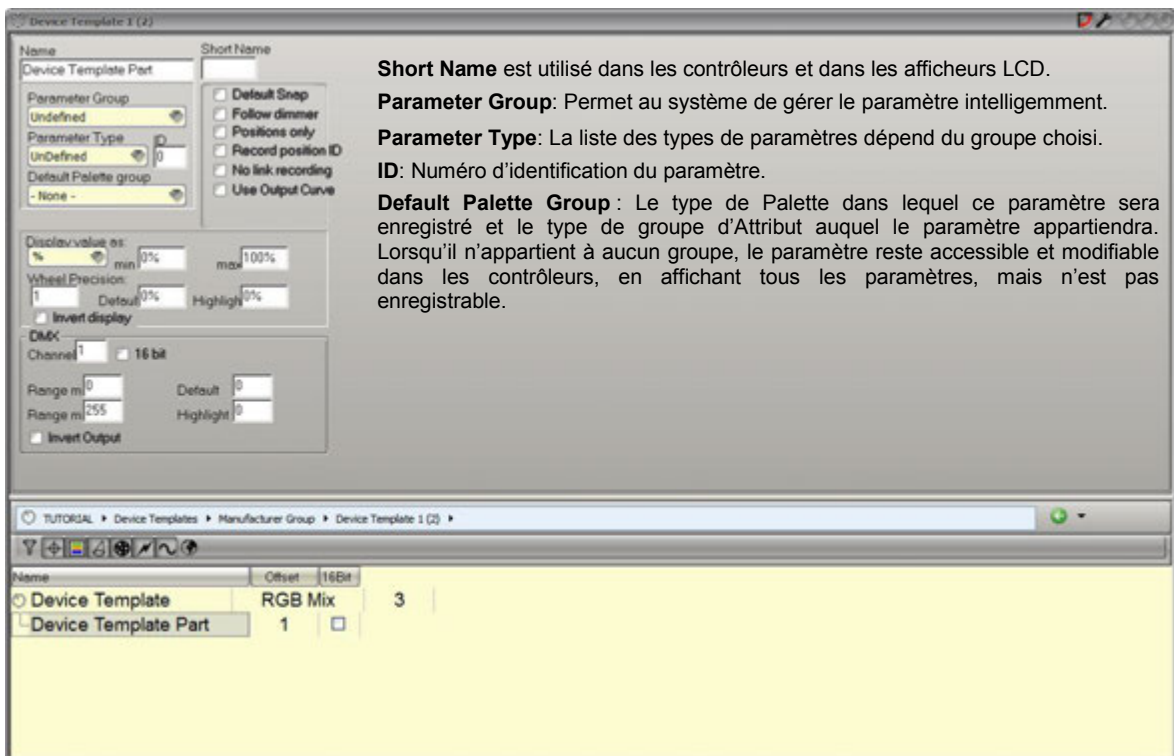 Device Template 1 (2)
Name
Short Name
Device Template Part
Parameter Group
Undefined
Parameter Type
ID
UnDefined
0
Default Palette group
- None -
Default Snap
Follow dimmer
Positions only
Record position ID
No link recording
Use Output Curve
Display value as:
%
min 0%
max 100%
Wheel Precision:
1
Default 0%
Highligh 0%
Invert display
DMX
Channel 1
16 bit
Range mi 0
Default 0
Range m 255
Highlight 0
Invert Output
Short Name est utilisé dans les contrôleurs et dans les afficheurs LCD.
Parameter Group: Permet au système de gérer le paramètre intelligemment.
Parameter Type: La liste des types de paramètres dépend du groupe choisi.
ID: Numéro d'identification du paramètre.
Default Palette Group : Le type de Palette dans lequel ce paramètre sera
enregistré et le type de groupe d'Attribut auquel le paramètre appartiendra.
Lorsqu'il n'appartient à aucun groupe, le paramètre reste accessible et modifiable
dans les contrôleurs, en affichant tous les paramètres, mais n'est pas
enregistrable.
TUTORIAL Device Templates Manufacturer Group Device Template 1 (2)
Name Offset 16Bit
Device Template RGB Mix 3
Device Template Part 1